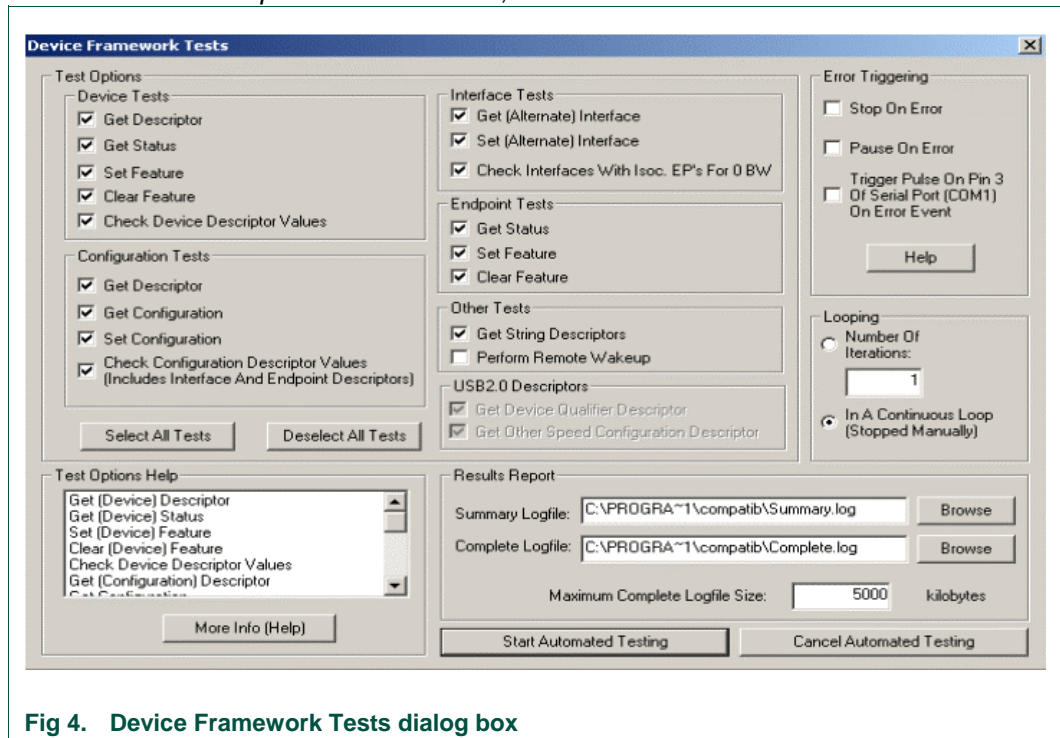 Device Framework Tests
Test Options
Device Tests
Get Descriptor
Get Status
Set Feature
Clear Feature
Check Device Descriptor Values
Configuration Tests
Get Descriptor
Get Configuration
Set Configuration
Check Configuration Descriptor Values
(Includes Interface And Endpoint Descriptors)
Select All Tests
Deselect All Tests
Interface Tests
Get (Alternate) Interface
Set (Alternate) Interface
Check Interfaces With Isoc. EP's For 0 BW
Endpoint Tests
Get Status
Set Feature
Clear Feature
Other Tests
Get String Descriptors
Perform Remote Wakeup
USB2.0 Descriptors
Get Device Qualifier Descriptor
Get Other Speed Configuration Descriptor
Error Triggering
Stop On Error
Pause On Error
Trigger Pulse On Pin 3
Of Serial Port (COM1)
On Error Event
Help
Looping
Number Of
Iterations:
1
In A Continuous Loop
(Stopped Manually)
Test Options Help
Get (Device) Descriptor
Get (Device) Status
Set (Device) Feature
Clear (Device) Feature
Check Device Descriptor Values
Get (Configuration) Descriptor
Get Configuration
More Info (Help)
Results Report
Summary Logfile: C:\PROGRA~1\compatib\Summary.log Browse
Complete Logfile: C:\PROGRA~1\compatib\Complete.log Browse
Maximum Complete Logfile Size: 5000 kilobytes
Start Automated Testing
Cancel Automated Testing
Fig 4. Device Framework Tests dialog box